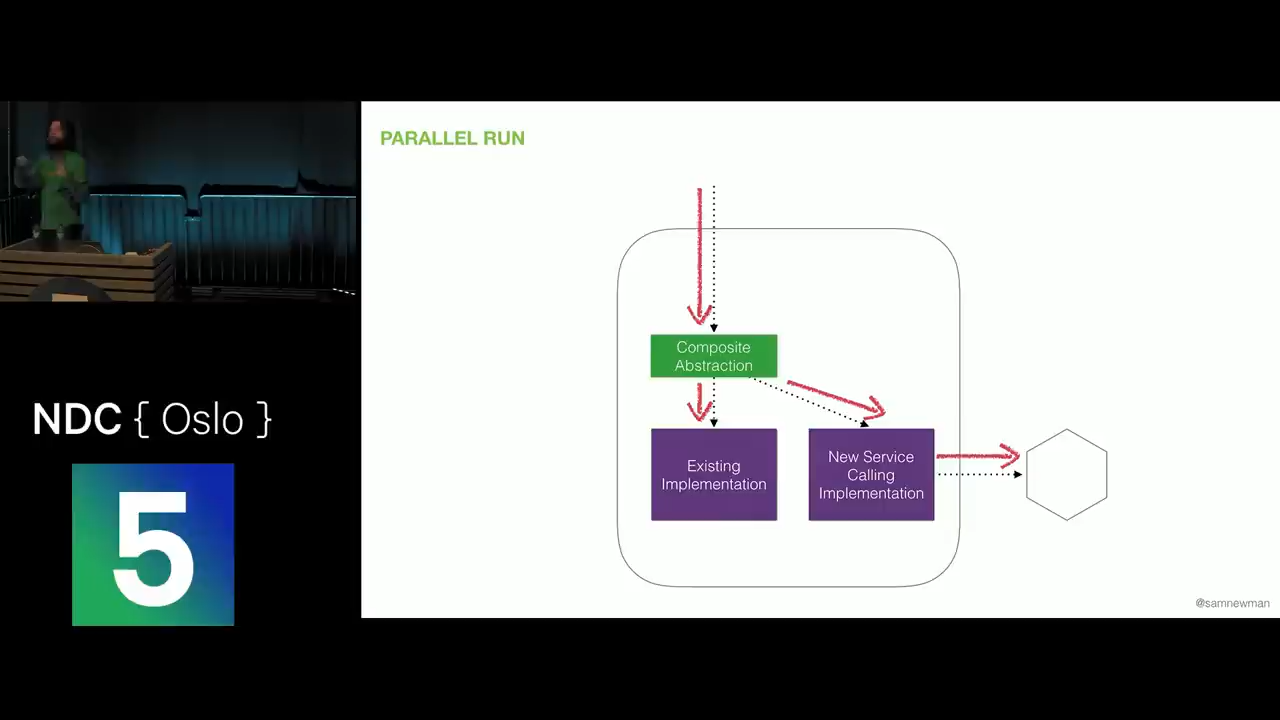 PARALLEL RUN
Composite
Abstraction
Existing
Implementation
New Service
Calling
Implementation
NDC { Oslo }
5
@samnewman